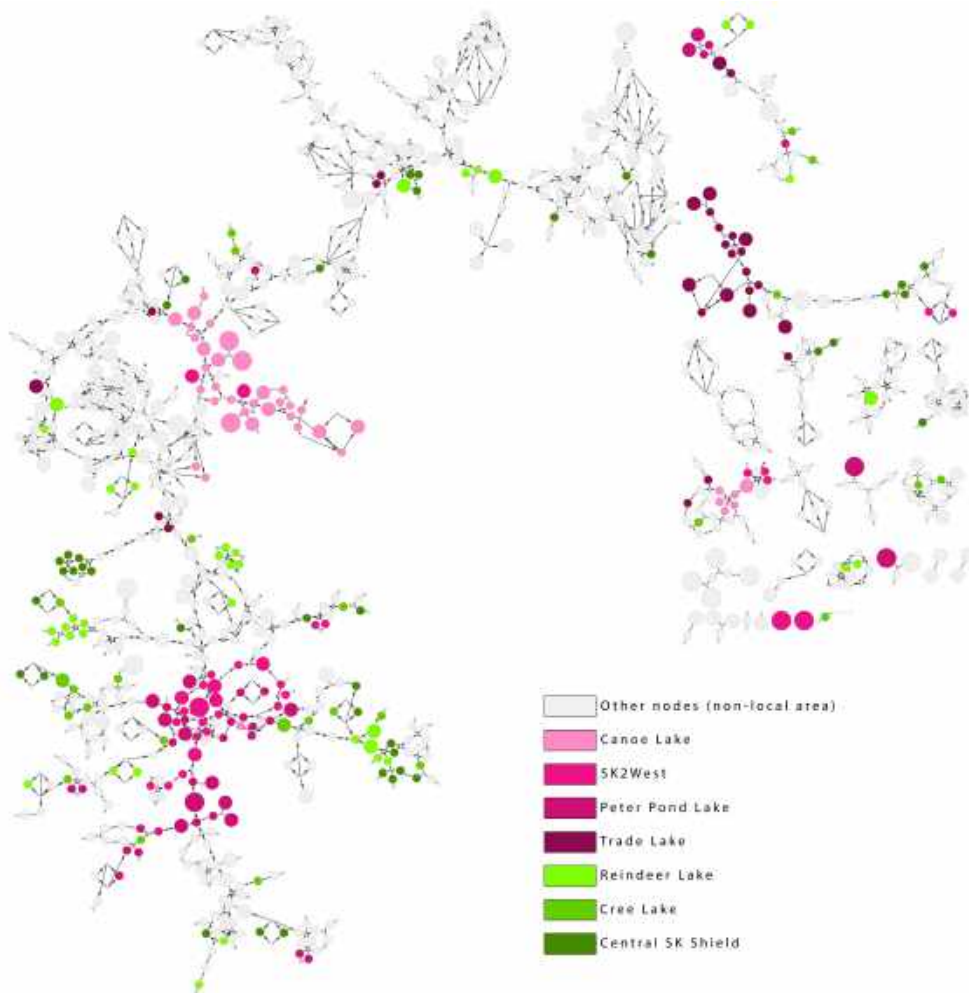 Other nodes (non-local area)
Canoe Lake
SK2West
Peter Pond Lake
Trade Lake
Reindeer Lake
Cree Lake
Central SK Shield